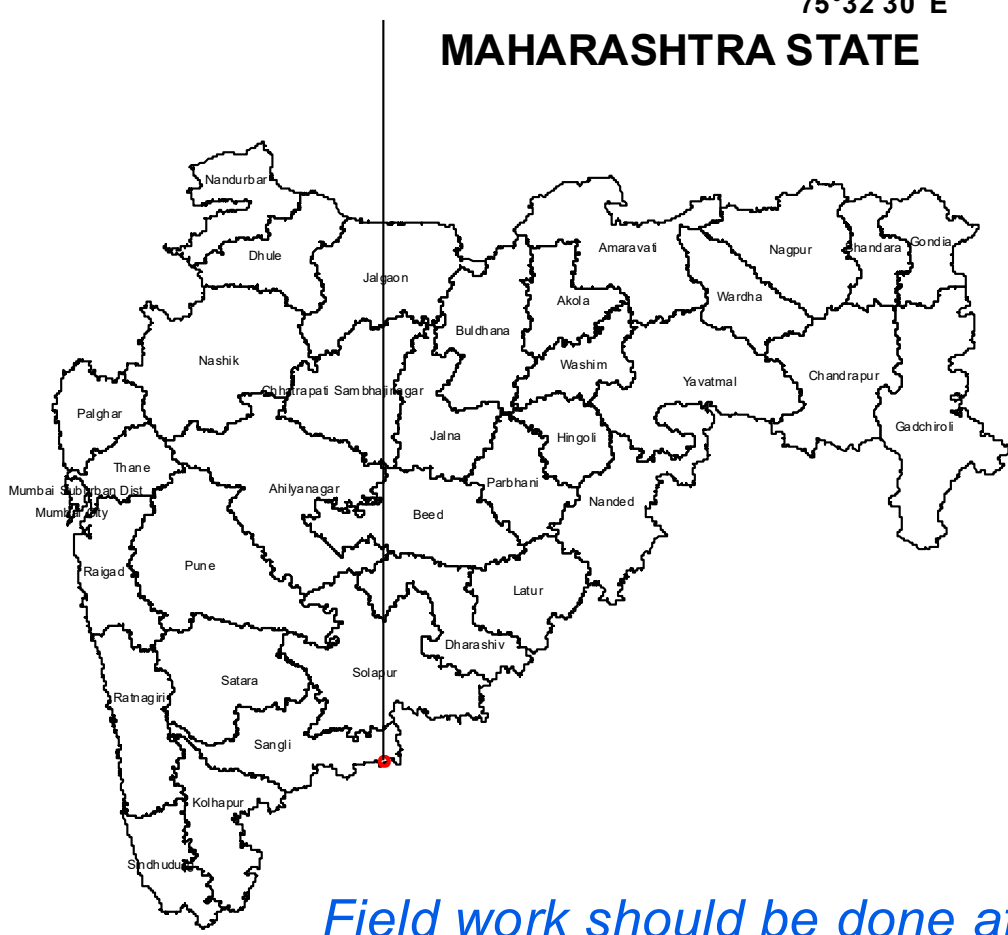 75°32'30" E
MAHARASHTRA STATE
Nandurbar
Dhule
Jalgaon
Amaravati
Nagpur
Bhandara
Gondia
Akola
Wardha
Buldhana
Nashik
Washim
Yavatmal
Chandrapur
Chhatrapati Sambhajinagar
Palghar
Jalna
Hingoli
Gadchiroli
Thane
Ahilyanagar
Parbhani
Mumbai Suburban Dist
Mumbai City
Beed
Nanded
Raigad
Pune
Latur
Dharashiv
Solapur
Satara
Ratnagiri
Sangli
Kolhapur
Sindhudurg
Field work should be done at